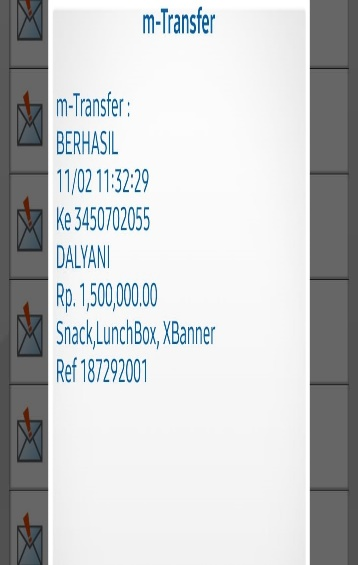 m-Transfer
m-Transfer :
BERHASIL
11/02 11:32:29
Ke 3450702055
DALYANI
Rp. 1,500,000.00
Snack,LunchBox, XBanner
Ref 187292001